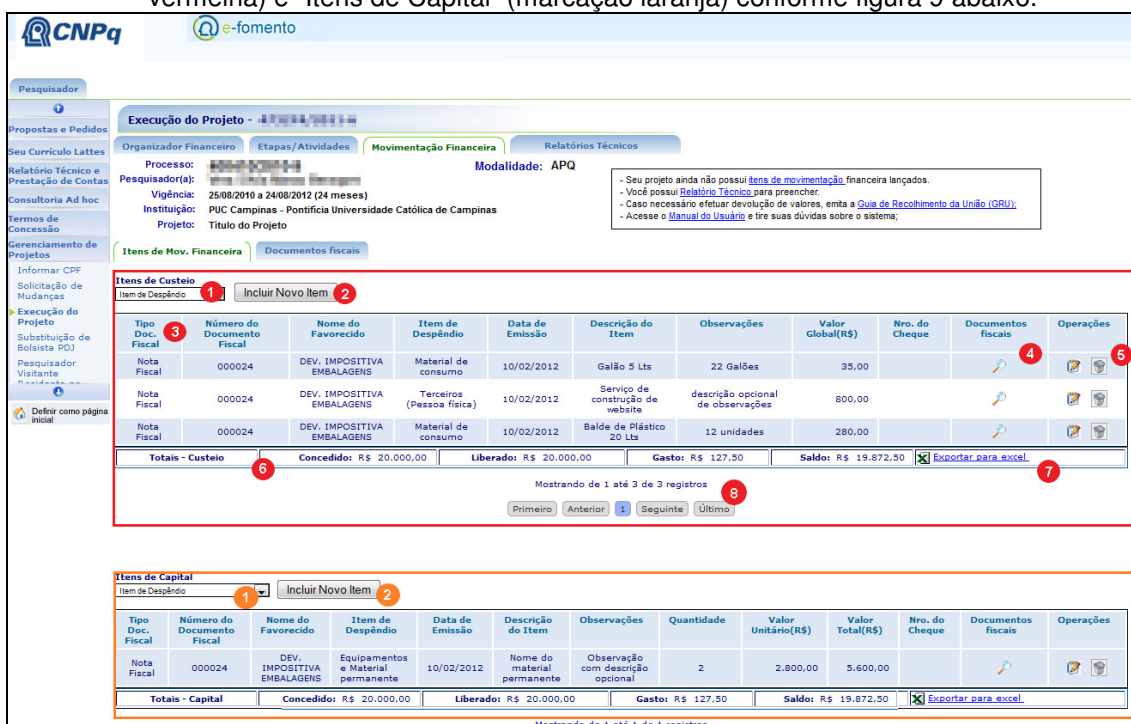 vermelha) e "Itens de Capital" (marcação laranja) conforme figura 9 abaixo:
CNPq
e-fomento
Pesquisador
Propostas e Pedidos
Seu Currículo Lattes
Relatório Técnico e
Prestação de Contas
Consultoria Ad hoc
Termos de
Concessão
Gerenciamento de
Projetos
Informar CPF
Solicitação de
Mudanças
Execução do
Projeto
Substituição de
Bolsista PDJ
Pesquisador
Visitante
Definir como página
inicial
Execução do Projeto -
Organizador Financeiro Etapas/Atividades Movimentação Financeira Relatórios Técnicos
Processo:
Modalidade: APQ
Pesquisador(a):
Vigência: 25/08/2010 a 24/08/2012 (24 meses)
Instituição: PUC Campinas - Pontifícia Universidade Católica de Campinas
Projeto: Título do Projeto
- Seu projeto ainda não possui itens de movimentação financeira lançados.
- Você possui Relatório Técnico para preencher.
- Caso necessário efetuar devolução de valores, emita a Guia de Recolhimento da União (GRU);
- Acesse o Manual do Usuário e tire suas dúvidas sobre o sistema;
Itens de Mov. Financeira Documentos fiscais
Itens de Custeio
Item de Despêndio 1 Incluir Novo Item 2
Tipo Doc. Fiscal 3 Número do Documento Fiscal Nome do Favorecido Item de Despêndio Data de Emissão Descrição do Item Observações Valor Global(R$) Nro. do Cheque Documentos fiscais Operações
4 5
Nota Fiscal 000024 DEV. IMPOSITIVA EMBALAGENS Material de consumo 10/02/2012 Galão 5 Lts 22 Galões 35,00
Nota Fiscal 000024 DEV. IMPOSITIVA EMBALAGENS Terceiros (Pessoa física) 10/02/2012 Serviço de construção de website descrição opcional de observações 800,00
Nota Fiscal 000024 DEV. IMPOSITIVA EMBALAGENS Material de consumo 10/02/2012 Balde de Plástico 20 Lts 12 unidades 280,00
Totais - Custeio Concedido: R$ 20.000,00 Liberado: R$ 20.000,00 Gasto: R$ 127,50 Saldo: R$ 19.872,50 Exportar para excel
6 7
Mostrando de 1 até 3 de 3 registros
8
Primeiro Anterior 1 Seguinte Último
Itens de Capital
Item de Despêndio 1 Incluir Novo Item 2
Tipo Doc. Fiscal Número do Documento Fiscal Nome do Favorecido Item de Despêndio Data de Emissão Descrição do Item Observações Quantidade Valor Unitário(R$) Valor Total(R$) Nro. do Cheque Documentos fiscais Operações
Nota Fiscal 000024 DEV. IMPOSITIVA EMBALAGENS Equipamentos e Material permanente 10/02/2012 Nome do material permanente Observação com descrição opcional 2 2.800,00 5.600,00
Totais - Capital Concedido: R$ 20.000,00 Liberado: R$ 20.000,00 Gasto: R$ 127,50 Saldo: R$ 19.872,50 Exportar para excel
Mostrando de 1 até 1 de 1 registros